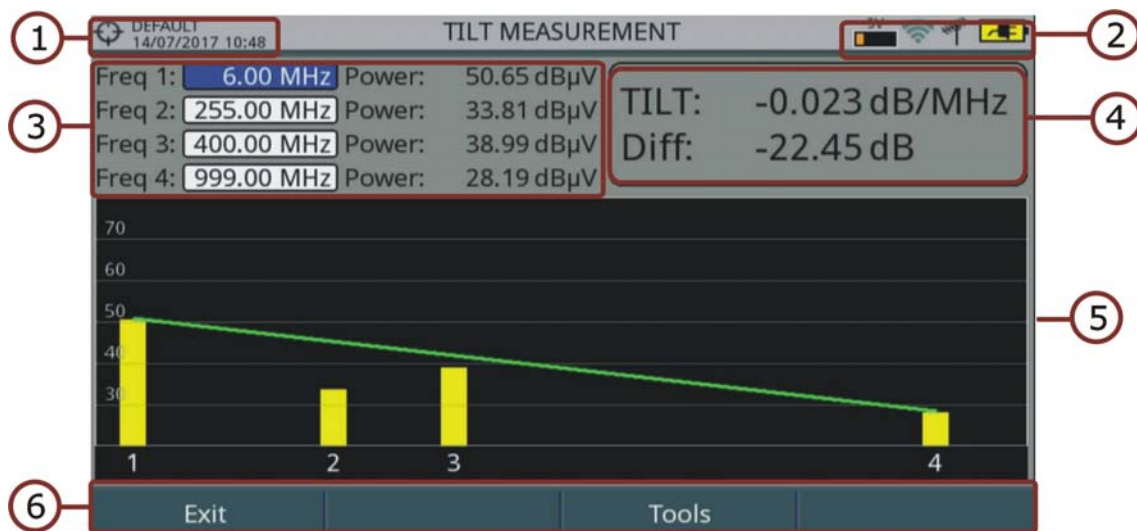 DEFAULT
14/07/2017 10:48
TILT MEASUREMENT
5V
1
2
Freq 1: 6.00 MHz Power: 50.65 dBµV
Freq 2: 255.00 MHz Power: 33.81 dBµV
Freq 3: 400.00 MHz Power: 38.99 dBµV
Freq 4: 999.00 MHz Power: 28.19 dBµV
3
TILT: -0.023 dB/MHz
Diff: -22.45 dB
4
70
60
50
40
30
5
1 2 3 4
6
Exit Tools